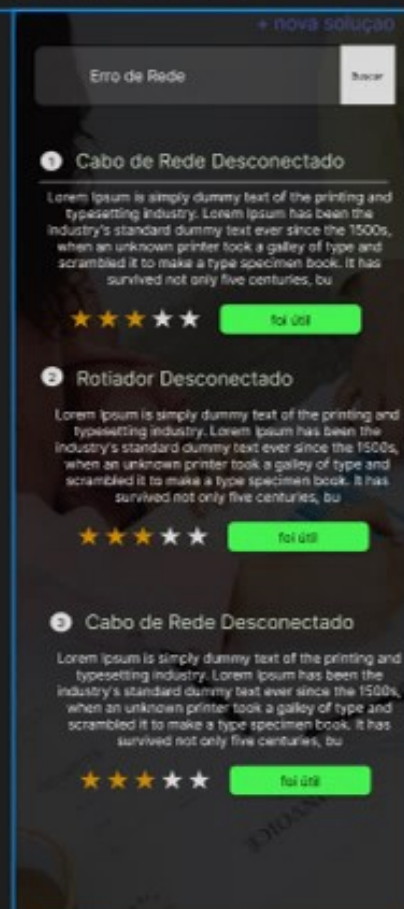 + nova solução
Erro de Rede
Buscar
1 Cabo de Rede Desconectado
Lorem Ipsum is simply dummy text of the printing and
typesetting industry. Lorem Ipsum has been the
industry's standard dummy text ever since the 1500s,
when an unknown printer took a galley of type and
scrambled it to make a type specimen book. It has
survived not only five centuries, bu
foi útil
2 Rotiador Desconectado
Lorem Ipsum is simply dummy text of the printing and
typesetting industry. Lorem Ipsum has been the
industry's standard dummy text ever since the 1500s,
when an unknown printer took a galley of type and
scrambled it to make a type specimen book. It has
survived not only five centuries, bu
foi útil
3 Cabo de Rede Desconectado
Lorem Ipsum is simply dummy text of the printing and
typesetting industry. Lorem Ipsum has been the
industry's standard dummy text ever since the 1500s,
when an unknown printer took a galley of type and
scrambled it to make a type specimen book. It has
survived not only five centuries, bu
foi útil
INVOICE